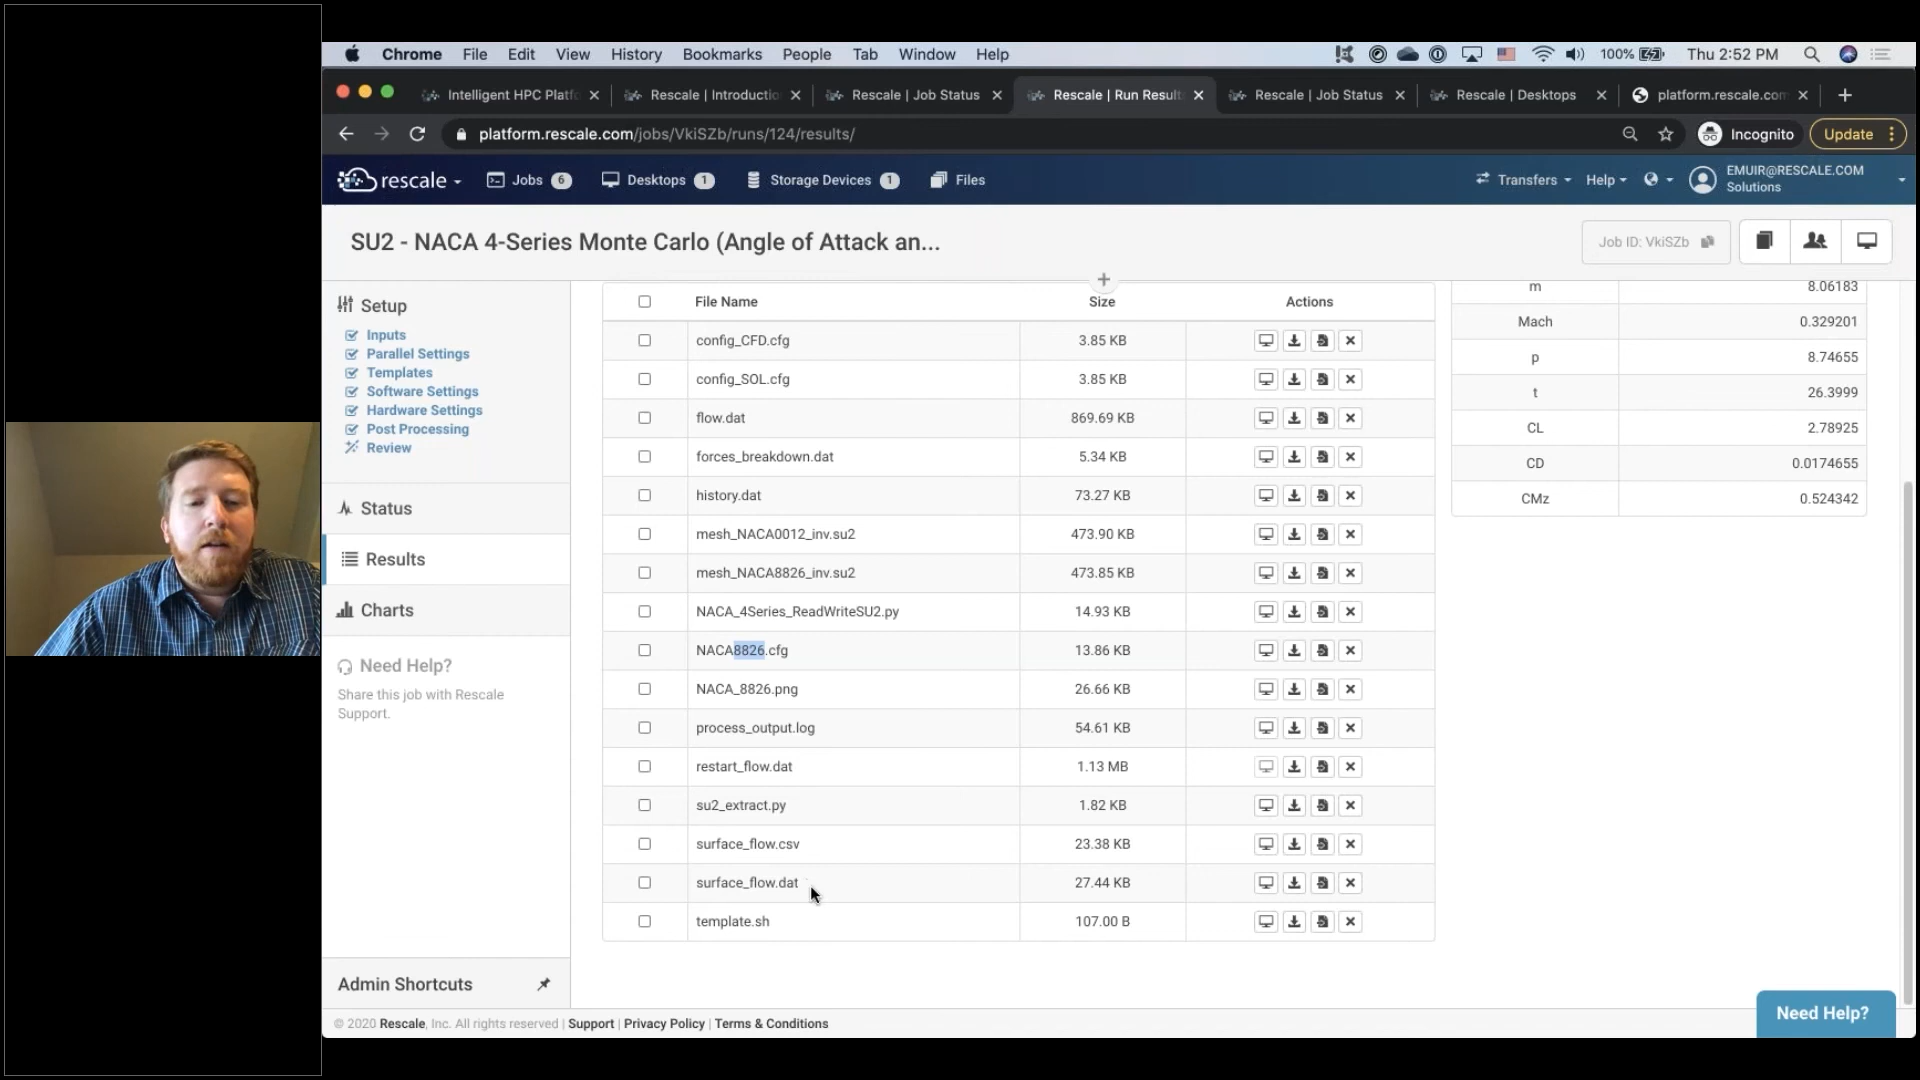 Chrome File Edit View History Bookmarks People Tab Window Help 100% Thu 2:52 PM
Intelligent HPC Platfo Rescale | Introductio Rescale | Job Status Rescale | Run Result Rescale | Job Status Rescale | Desktops platform.rescale.com
platform.rescale.com/jobs/VkiSZb/runs/124/results/ Incognito Update
rescale Jobs 6 Desktops 1 Storage Devices 1 Files Transfers Help EMUIR@RESCALE.COM
Solutions
SU2 - NACA 4-Series Monte Carlo (Angle of Attack an... Job ID: VkiSZb
Setup
Inputs
Parallel Settings
Templates
Software Settings
Hardware Settings
Post Processing
Review
Status
Results
Charts
Need Help?
Share this job with Rescale
Support.
Admin Shortcuts
File Name Size Actions
config_CFD.cfg 3.85 KB
config_SOL.cfg 3.85 KB
flow.dat 869.69 KB
forces_breakdown.dat 5.34 KB
history.dat 73.27 KB
mesh_NACA0012_inv.su2 473.90 KB
mesh_NACA8826_inv.su2 473.85 KB
NACA_4Series_ReadWriteSU2.py 14.93 KB
NACA8826.cfg 13.86 KB
NACA_8826.png 26.66 KB
process_output.log 54.61 KB
restart_flow.dat 1.13 MB
su2_extract.py 1.82 KB
surface_flow.csv 23.38 KB
surface_flow.dat 27.44 KB
template.sh 107.00 B
m 8.06183
Mach 0.329201
p 8.74655
t 26.3999
CL 2.78925
CD 0.0174655
CMz 0.524342
© 2020 Rescale, Inc. All rights reserved | Support | Privacy Policy | Terms & Conditions
Need Help?